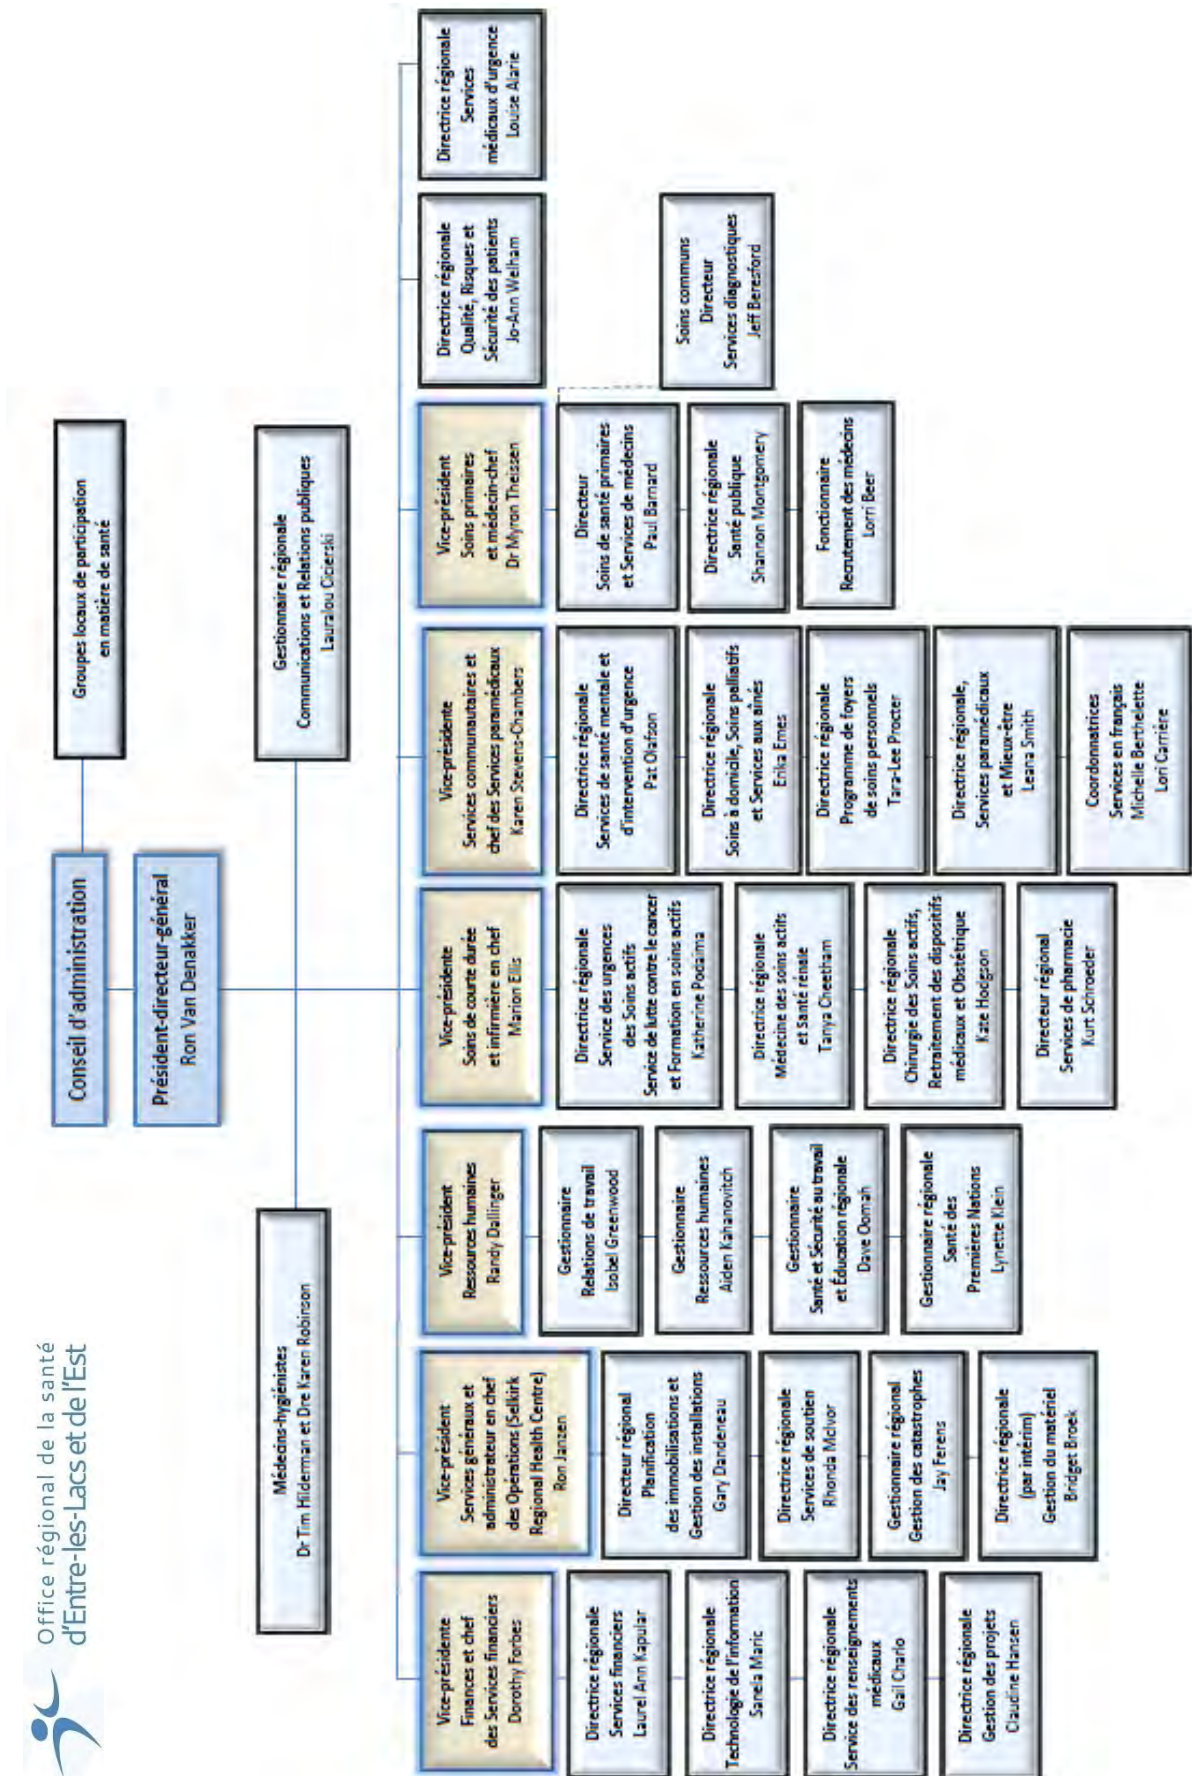 Office régional de la santé
d'Entre-les-Lacs et de l'Est
Conseil d'administration
Groupes locaux de participation
en matière de santé
Président-directeur-général
Ron Van Denakker
Médecins-hygiénistes
Dr Tim Hilderman et Dre Karen Robinson
Gestionnaire régionale
Communications et Relations publiques
Lauralou Cicierski
Vice-présidente
Finances et chef
des Services financiers
Dorothy Forbes
Directrice régionale
Services financiers
Laurel Ann Kapular
Directrice régionale
Technologie de l'information
Sanela Maric
Directrice régionale
Service des renseignements
médicaux
Gail Charlo
Directrice régionale
Gestion des projets
Claudine Hansen
Vice-président
Services généraux et
administrateur en chef
des Opérations (Selkirk
Regional Health Centre)
Ron Janzen
Directeur régional
Planification
des immobilisations et
Gestion des installations
Gary Dandeneau
Directrice régionale
Services de soutien
Rhonda McIvor
Gestionnaire régional
Gestion des catastrophes
Jay Ferens
Directrice régionale
(par intérim)
Gestion du matériel
Bridget Broek
Vice-président
Ressources humaines
Randy Dallinger
Gestionnaire
Relations de travail
Isobel Greenwood
Gestionnaire
Ressources humaines
Aiden Kahanovitch
Gestionnaire
Santé et Sécurité au travail
et Éducation régionale
Dave Oomah
Gestionnaire régionale
Santé des
Premières Nations
Lynette Klein
Vice-présidente
Soins de courte durée
et infirmière en chef
Marion Ellis
Directrice régionale
Service des urgences
des Soins actifs
Service de lutte contre le cancer
et Formation en soins actifs
Katherine Podaima
Directrice régionale
Médecine des soins actifs
et Santé rénale
Tanya Cheetham
Directrice régionale
Chirurgie des Soins actifs,
Retraitement des dispositifs
médicaux et Obstétrique
Kate Hodgson
Directeur régional
Services de pharmacie
Kurt Schroeder
Vice-présidente
Services communautaires et
chef des Services paramédicaux
Karen Stevens-Chambers
Directrice régionale
Services de santé mentale et
d'intervention d'urgence
Pat Olafson
Directrice régionale
Soins à domicile, Soins palliatifs
et Services aux aînés
Erika Emes
Directrice régionale
Programme de foyers
de soins personnels
Tara-Lee Procter
Directrice régionale,
Services paramédicaux
et Mieux-être
Leana Smith
Coordonnatrices
Services en français
Michelle Berthelette
Lori Carrière
Vice-président
Soins primaires
et médecin-chef
Dr Myron Theissen
Directeur
Soins de santé primaires
et Services de médecins
Paul Barnard
Directrice régionale
Santé publique
Shannon Montgomery
Fonctionnaire
Recrutement des médecins
Lorri Beer
Directrice régionale
Qualité, Risques et
Sécurité des patients
Jo-Ann Welham
Soins communs
Directeur
Services diagnostiques
Jeff Beresford
Directrice régionale
Services
médicaux d'urgence
Louise Alarie